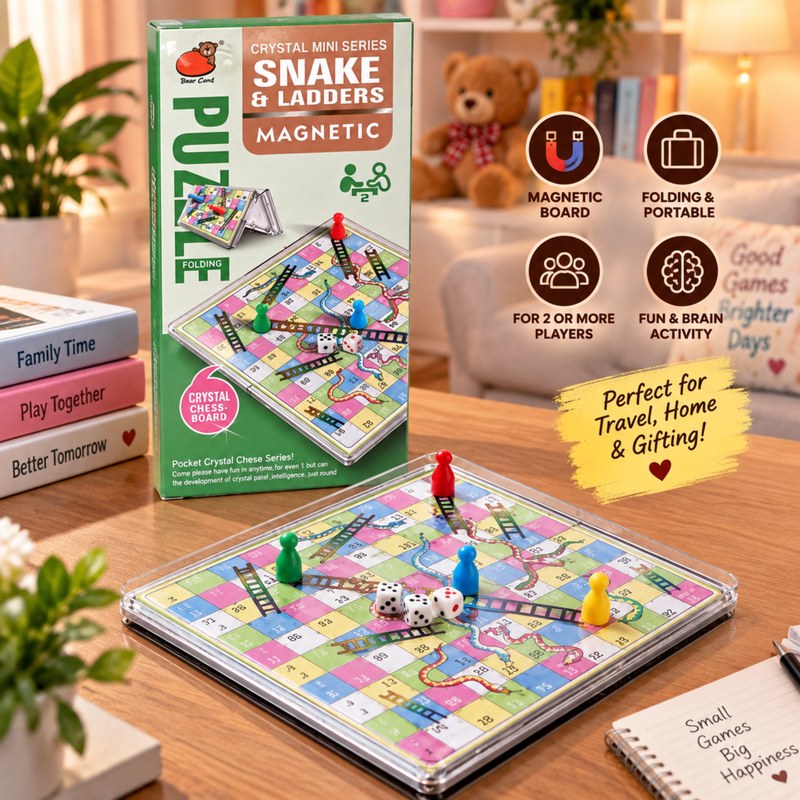 Bear Cand
®
PUZZLE
FOLDING
CRYSTAL MINI SERIES
SNAKE
& LADDERS
MAGNETIC
2
CRYSTAL
CHESS-
BOARD
Pocket Crystal Chese Series!
Come please have fun in anytime, for even 1 but can
the development of crystal patel, intelligence, just round
MAGNETIC
BOARD
FOLDING &
PORTABLE
FOR 2 OR MORE
PLAYERS
FUN & BRAIN
ACTIVITY
Good
Games
Brighter
Days
Perfect for
Travel, Home
& Gifting!
Family Time
Play Together
Better Tomorrow
Small
Games
Big
Happiness